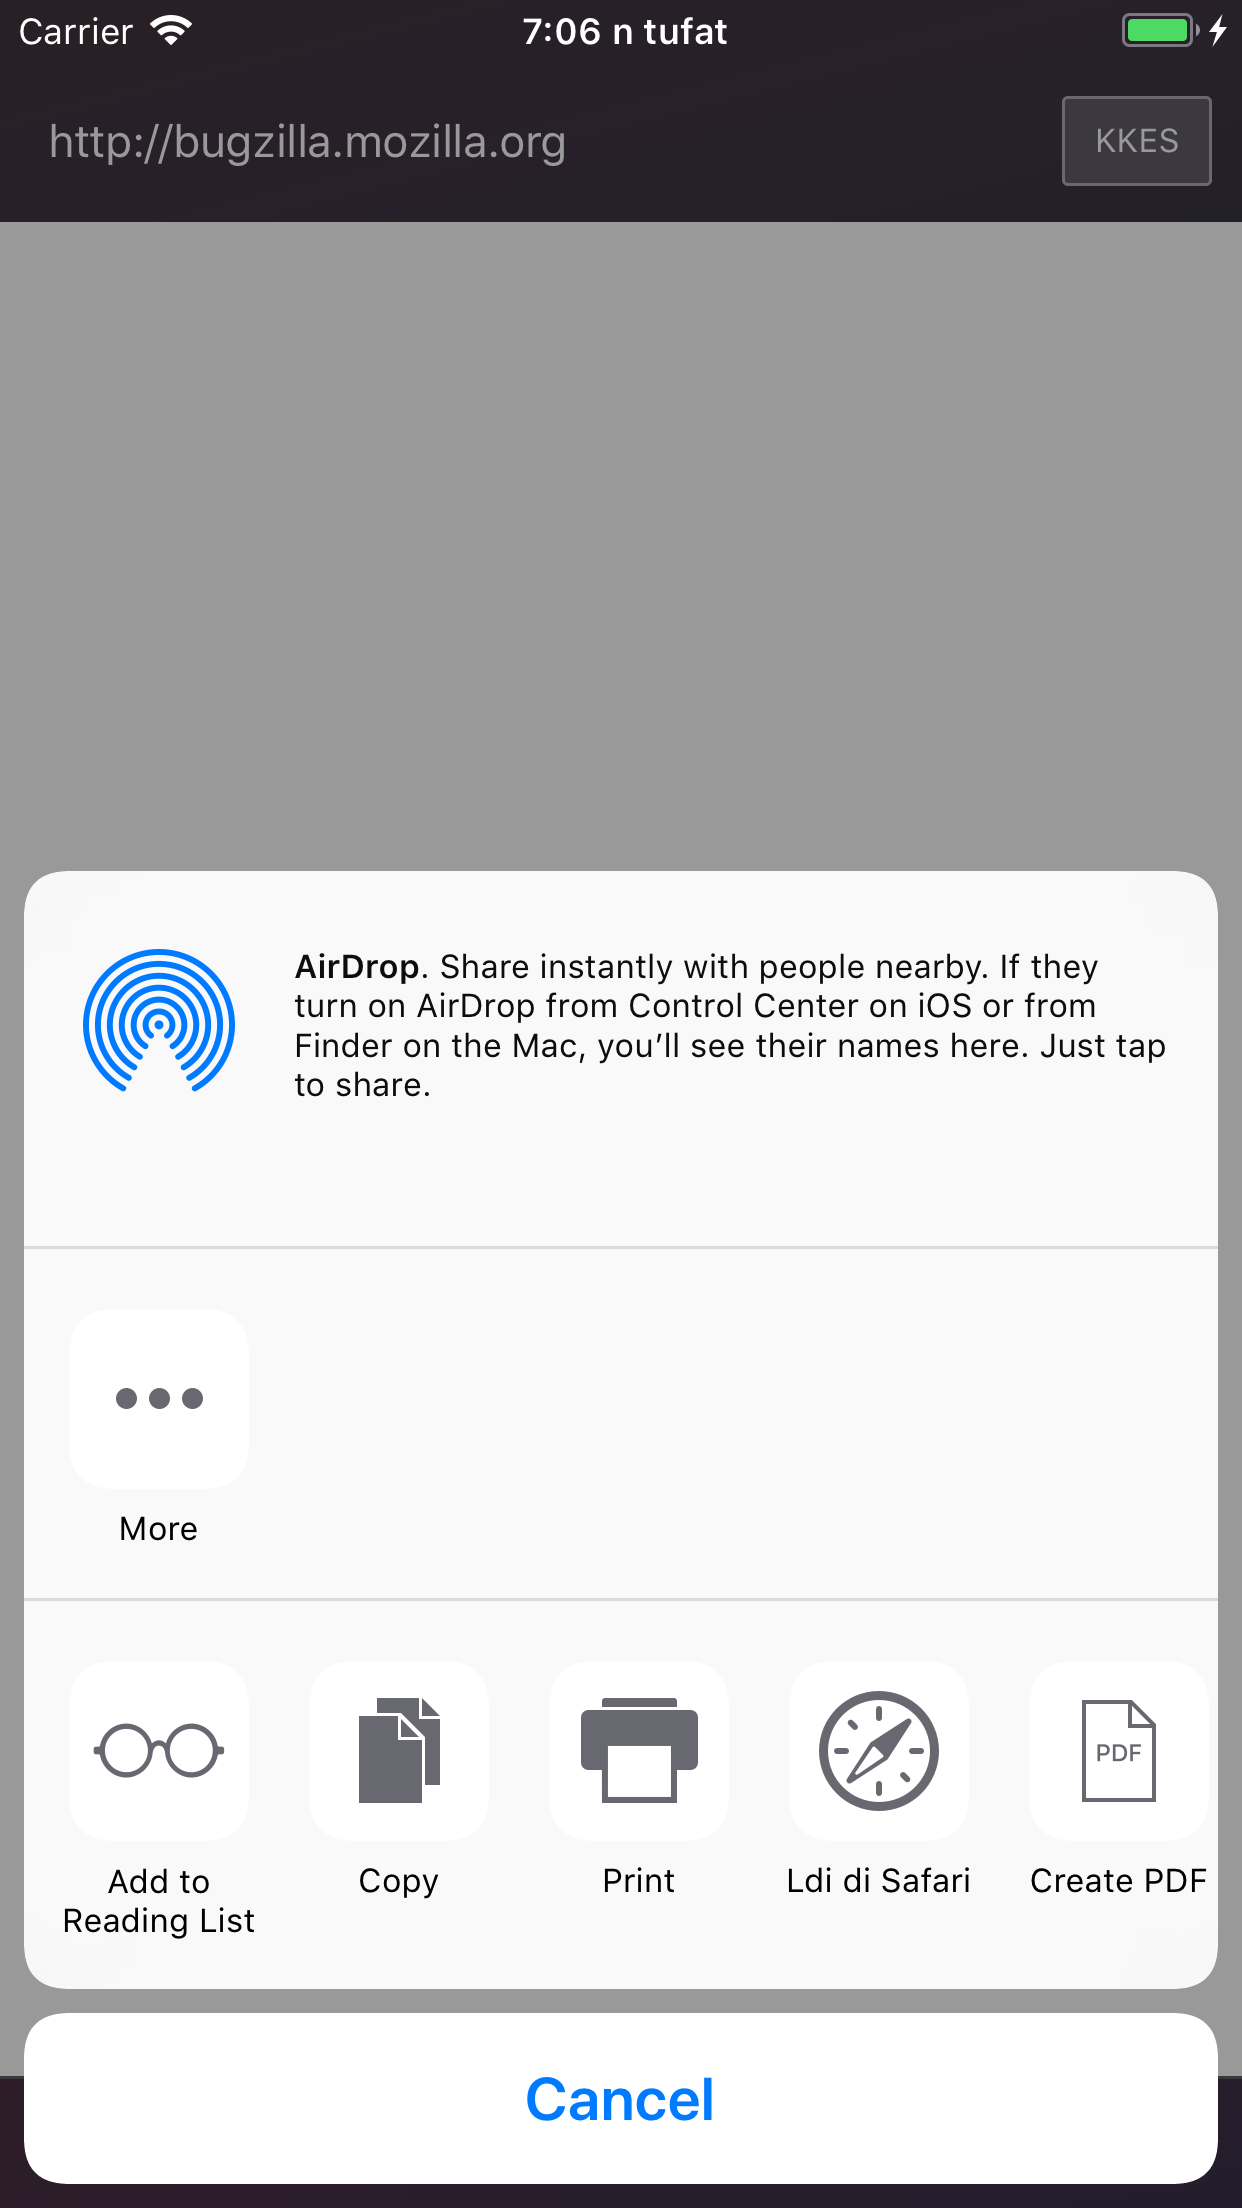 Carrier
7:06 n tufat
http://bugzilla.mozilla.org
KKES
AirDrop. Share instantly with people nearby. If they
turn on AirDrop from Control Center on iOS or from
Finder on the Mac, you’ll see their names here. Just tap
to share.
More
Add to
Reading List
Copy
Print
Ldi di Safari
Create PDF
PDF
Cancel